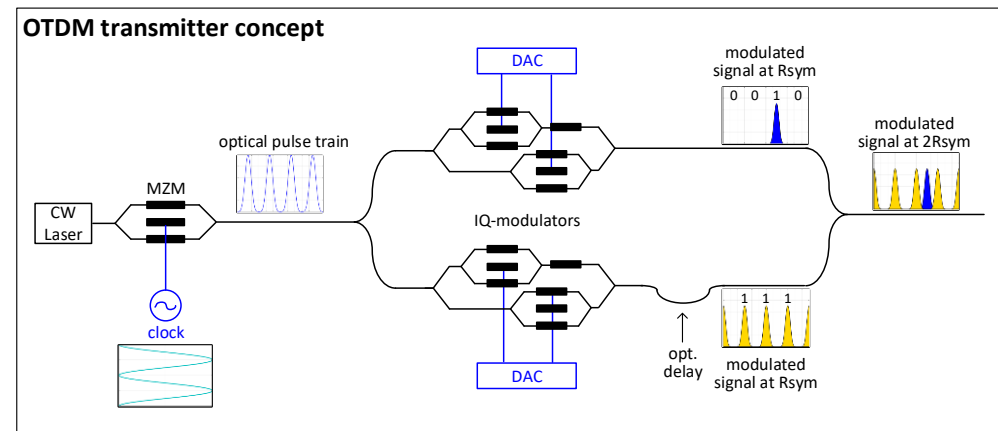 OTDM transmitter concept
DAC
modulated
signal at Rsym
0 0 1 0
optical pulse train
modulated
signal at 2Rsym
MZM
CW
Laser
IQ-modulators
clock
1 1 1
opt.
delay
modulated
signal at Rsym
DAC